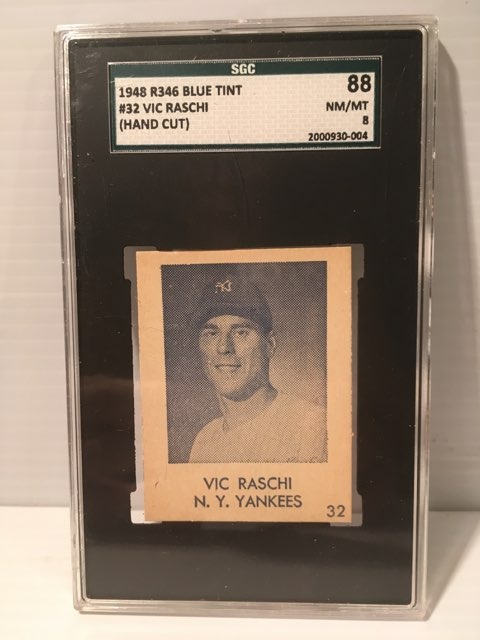 SGC
1948 R346 BLUE TINT
88
#32 VIC RASCHI
NM/MT
(HAND CUT)
8
2000930-004
NY
VIC RASCHI
N. Y. YANKEES
32